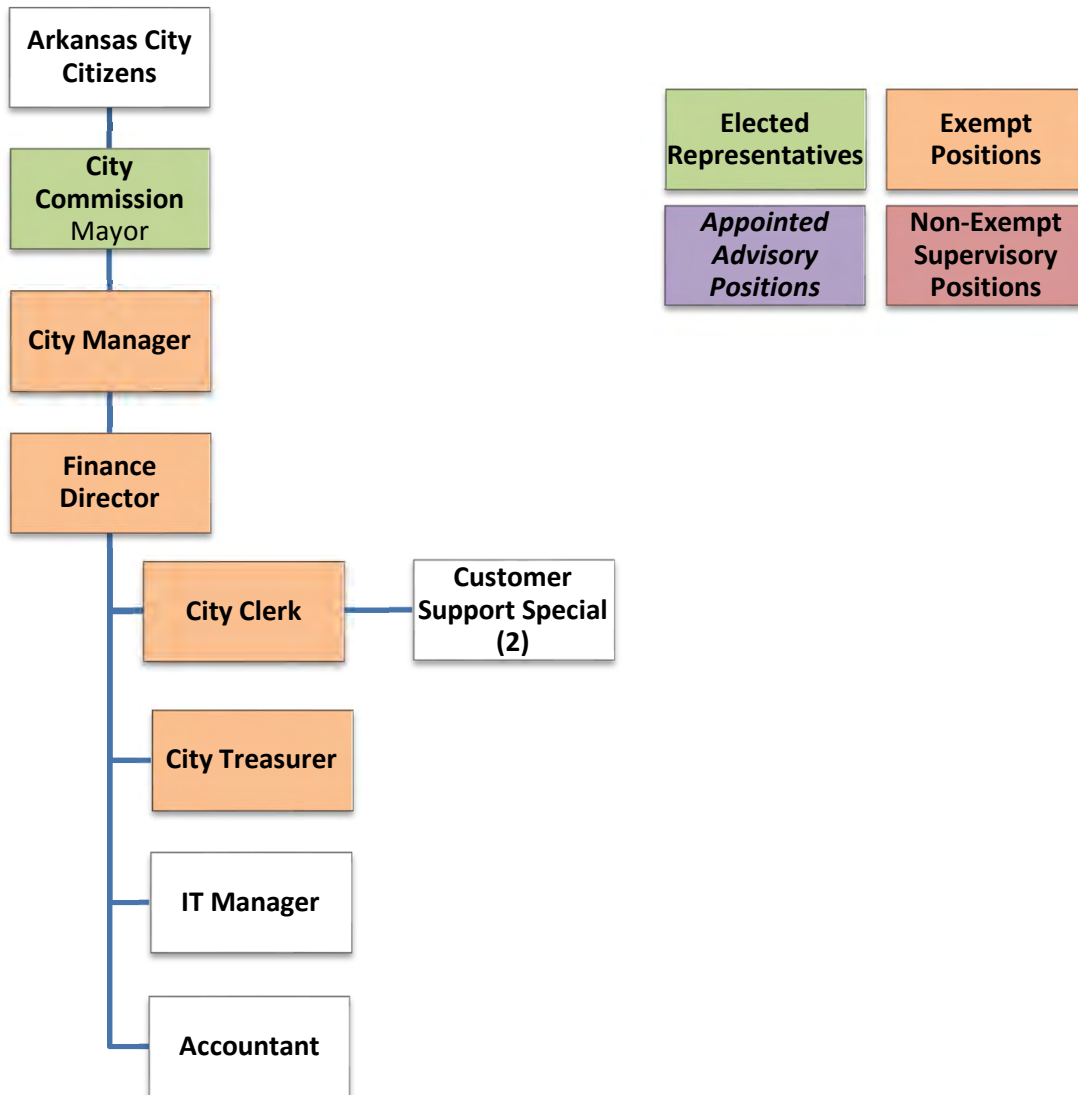 Arkansas City
Citizens
City
Commission
Mayor
City Manager
Finance
Director
City Clerk
Customer
Support Special
(2)
City Treasurer
IT Manager
Accountant
Elected
Representatives
Exempt
Positions
Appointed
Advisory
Positions
Non-Exempt
Supervisory
Positions